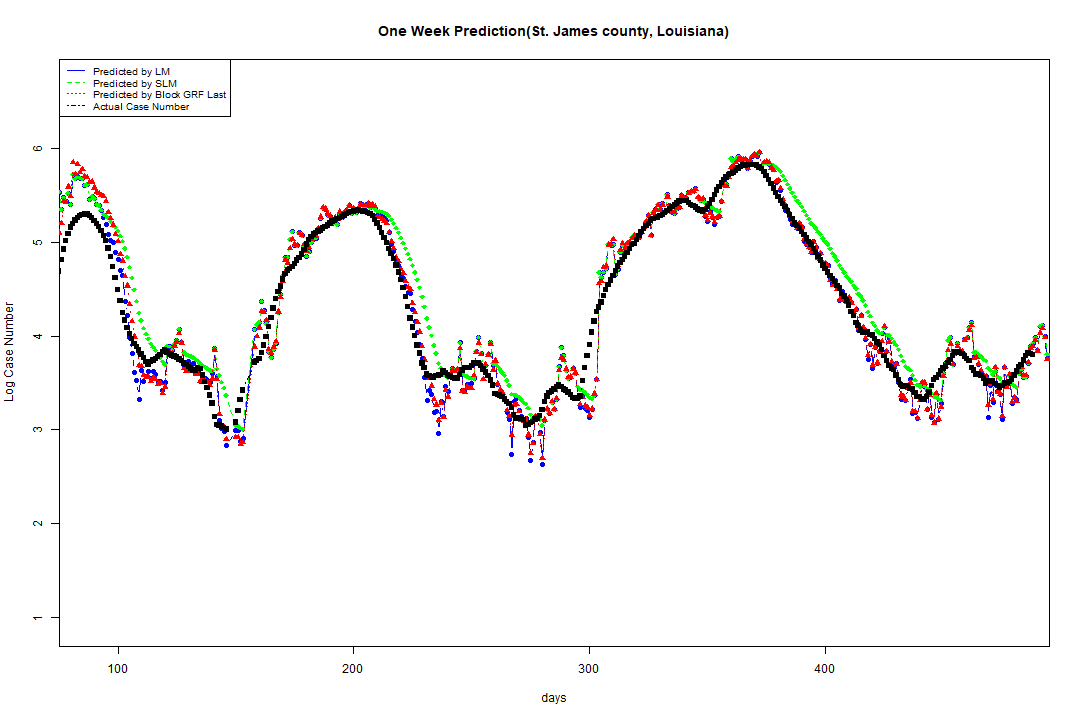 One Week Prediction(St. James county, Louisiana)
Predicted by LM
Predicted by SLM
Predicted by Block GRF Last
Actual Case Number
6
5
4
3
2
1
Log Case Number
100 200 300 400
days